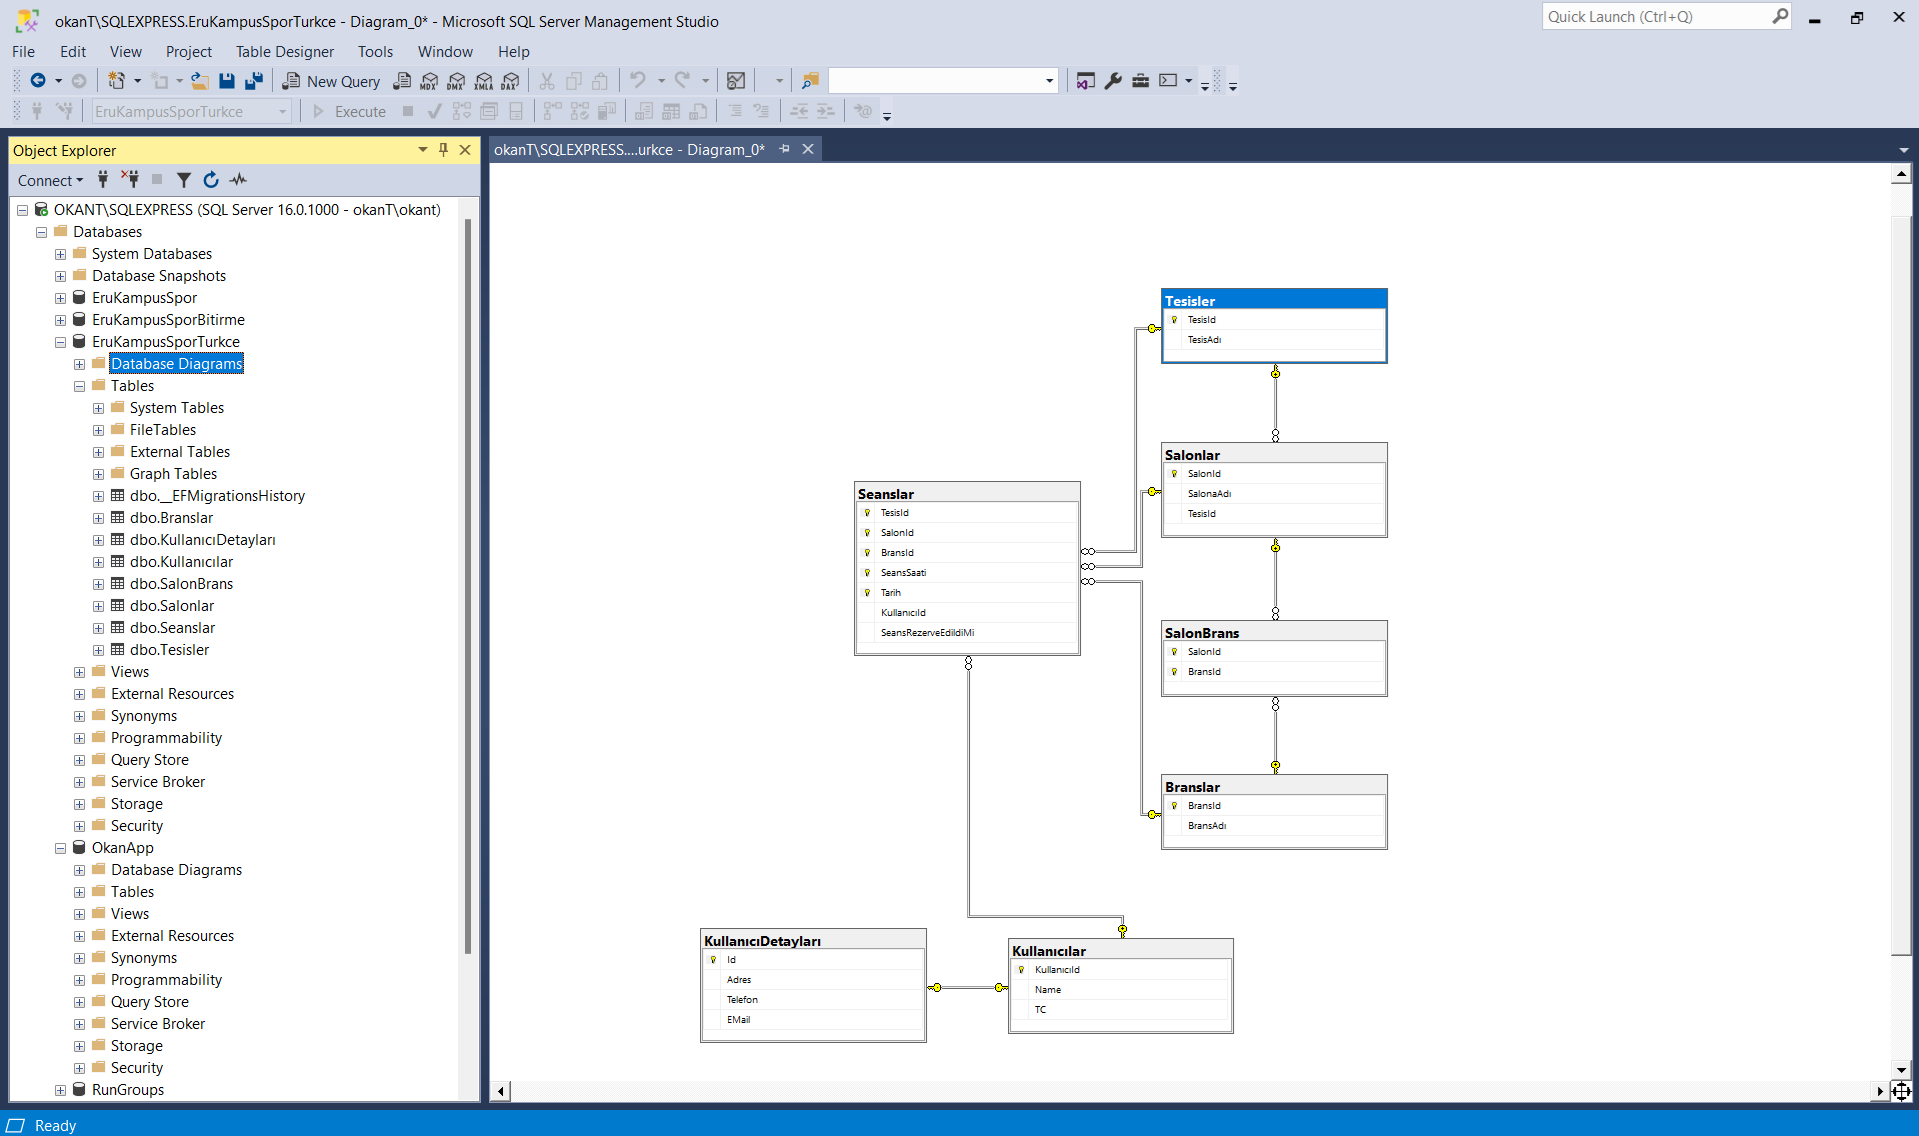 okanT\SQLEXPRESS.EruKampusSporTurkce - Diagram_0* - Microsoft SQL Server Management Studio
Quick Launch (Ctrl+Q)
File Edit View Project Table Designer Tools Window Help
New Query MDX DMX XMLA DAX
EruKampusSporTurkce Execute
Object Explorer
Connect
OKANT\SQLEXPRESS (SQL Server 16.0.1000 - okanT\okant)
Databases
System Databases
Database Snapshots
EruKampusSpor
EruKampusSporBitirme
EruKampusSporTurkce
Database Diagrams
Tables
System Tables
FileTables
External Tables
Graph Tables
dbo.__EFMigrationsHistory
dbo.Branslar
dbo.KullanıcıDetayları
dbo.Kullanıcılar
dbo.SalonBrans
dbo.Salonlar
dbo.Seanslar
dbo.Tesisler
Views
External Resources
Synonyms
Programmability
Query Store
Service Broker
Storage
Security
OkanApp
Database Diagrams
Tables
Views
External Resources
Synonyms
Programmability
Query Store
Service Broker
Storage
Security
RunGroups
okanT\SQLEXPRESS....urkce - Diagram_0*
Tesisler
TesisId
TesisAdı
Salonlar
SalonId
SalonaAdı
TesisId
Seanslar
TesisId
SalonId
BransId
SeansSaati
Tarih
KullanıcıId
SeansRezerveEdildiMi
SalonBrans
SalonId
BransId
Branslar
BransId
BransAdı
KullanıcıDetayları
Id
Adres
Telefon
EMail
Kullanıcılar
KullanıcıId
Name
TC
Ready